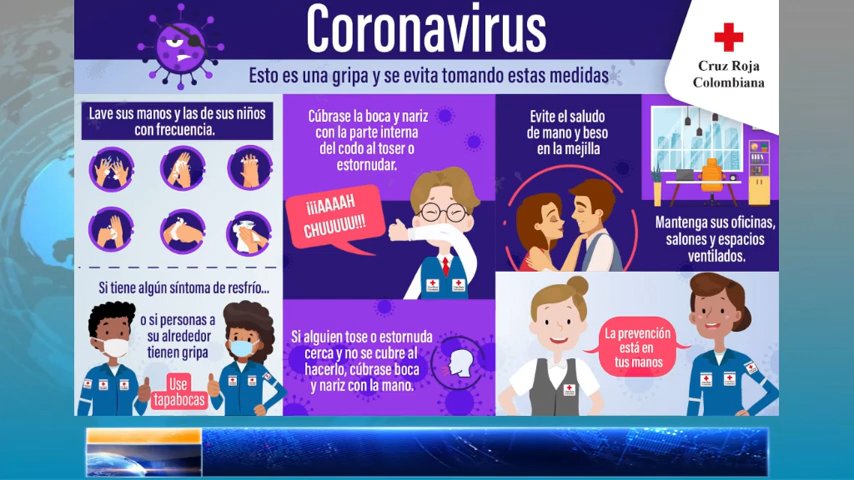 Coronavirus
Esto es una gripa y se evita tomando estas medidas
Cruz Roja
Colombiana
Lave sus manos y las de sus niños
con frecuencia.
Cúbrase la boca y nariz
con la parte interna
del codo al toser o
estornudar.
¡¡¡AAAAH
CHUUUUU!!!
Evite el saludo
de mano y beso
en la mejilla
Mantenga sus oficinas,
salones y espacios
ventilados.
Si tiene algún síntoma de resfrío...
o si personas a
su alrededor
tienen gripa
Use
tapabocas
Si alguien tose o estornuda
cerca y no se cubre al
hacerlo, cúbrase boca
y nariz con la mano.
La prevención
está en
tus manos